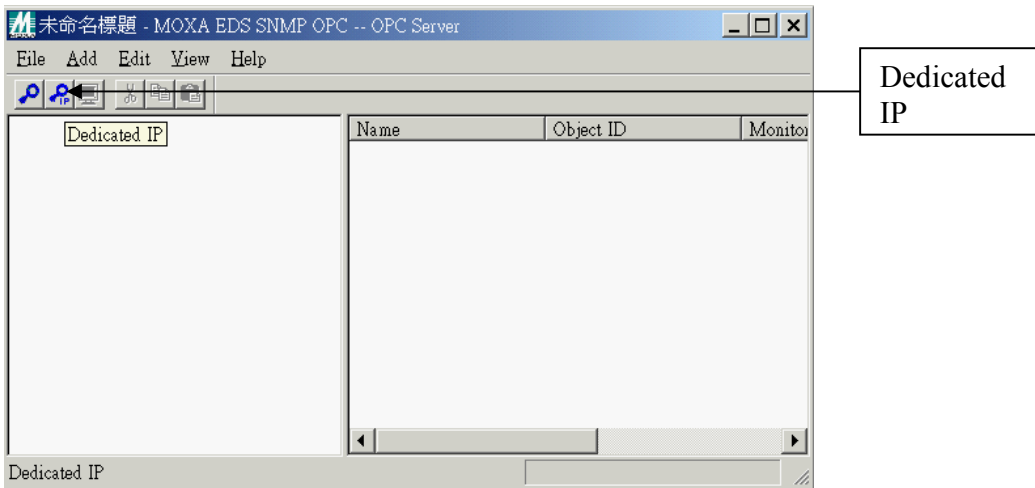 未命名標題 - MOXA EDS SNMP OPC -- OPC Server
File Add Edit View Help
IP
Dedicated IP
Name Object ID Monitor
Dedicated IP
Dedicated
IP